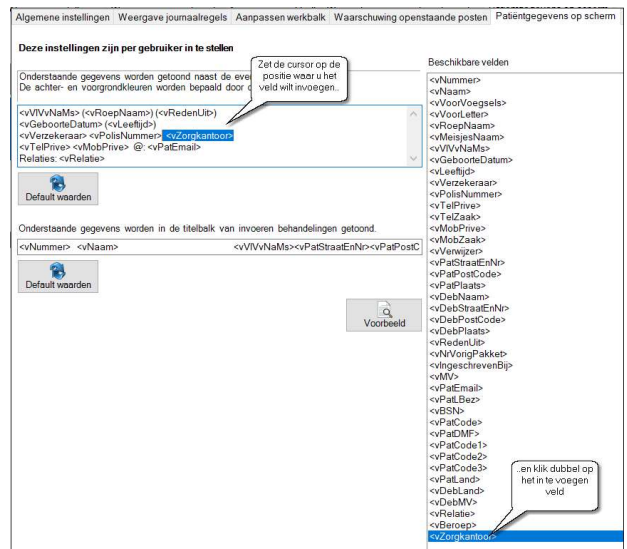 Algemene instellingen Weergave journaalregels Aanpassen werkbalk Waarschuwing openstaande posten Patiëntgegevens op scherm
Deze instellingen zijn per gebruiker in te stellen
Onderstaande gegevens worden getoond naast de eve
De achter- en voorgrondkleuren worden bepaald door d
Zet de cursor op de
positie waar u het
veld wilt invoegen..
<vVIVvNaMs> (<vRoepNaam>) (<vRedenUit>)
<vGeboorteDatum> (<vLeeftijd>)
<vVerzekeraar> <vPolisNummer> <vZorgkantoor>
<vTelPrive> <vMobPrive> @: <vPatEmail>
Relaties: <vRelatie>
Default waarden
Onderstaande gegevens worden in de titelbalk van invoeren behandelingen getoond.
<vNummer> <vNaam> <vVIVvNaMs><vPatStraatEnNr><vPatPostC
Default waarden
Voorbeeld
Beschikbare velden
<vNummer>
<vNaam>
<vVoorVoegsels>
<vVoorLetter>
<vRoepNaam>
<vMeisjesNaam>
<vVIVvNaMs>
<vGeboorteDatum>
<vLeeftijd>
<vVerzekeraar>
<vPolisNummer>
<vTelPrive>
<vTelZaak>
<vMobPrive>
<vMobZaak>
<vVerwijzer>
<vPatStraatEnNr>
<vPatPostCode>
<vPatPlaats>
<vDebNaam>
<vDebStraatEnNr>
<vDebPostCode>
<vDebPlaats>
<vRedenUit>
<vNrVorigPakket>
<vIngeschrevenBij>
<vMV>
<vPatEmail>
<vPatLBez>
<vBSN>
<vPatCode>
<vPatDMF>
<vPatCode1>
<vPatCode2>
<vPatCode3>
<vPatLand>
<vDebLand>
<vDebMV>
<vRelatie>
<vBeroep>
<vZorgkantoor>
..en klik dubbel op
het in te voegen
veld